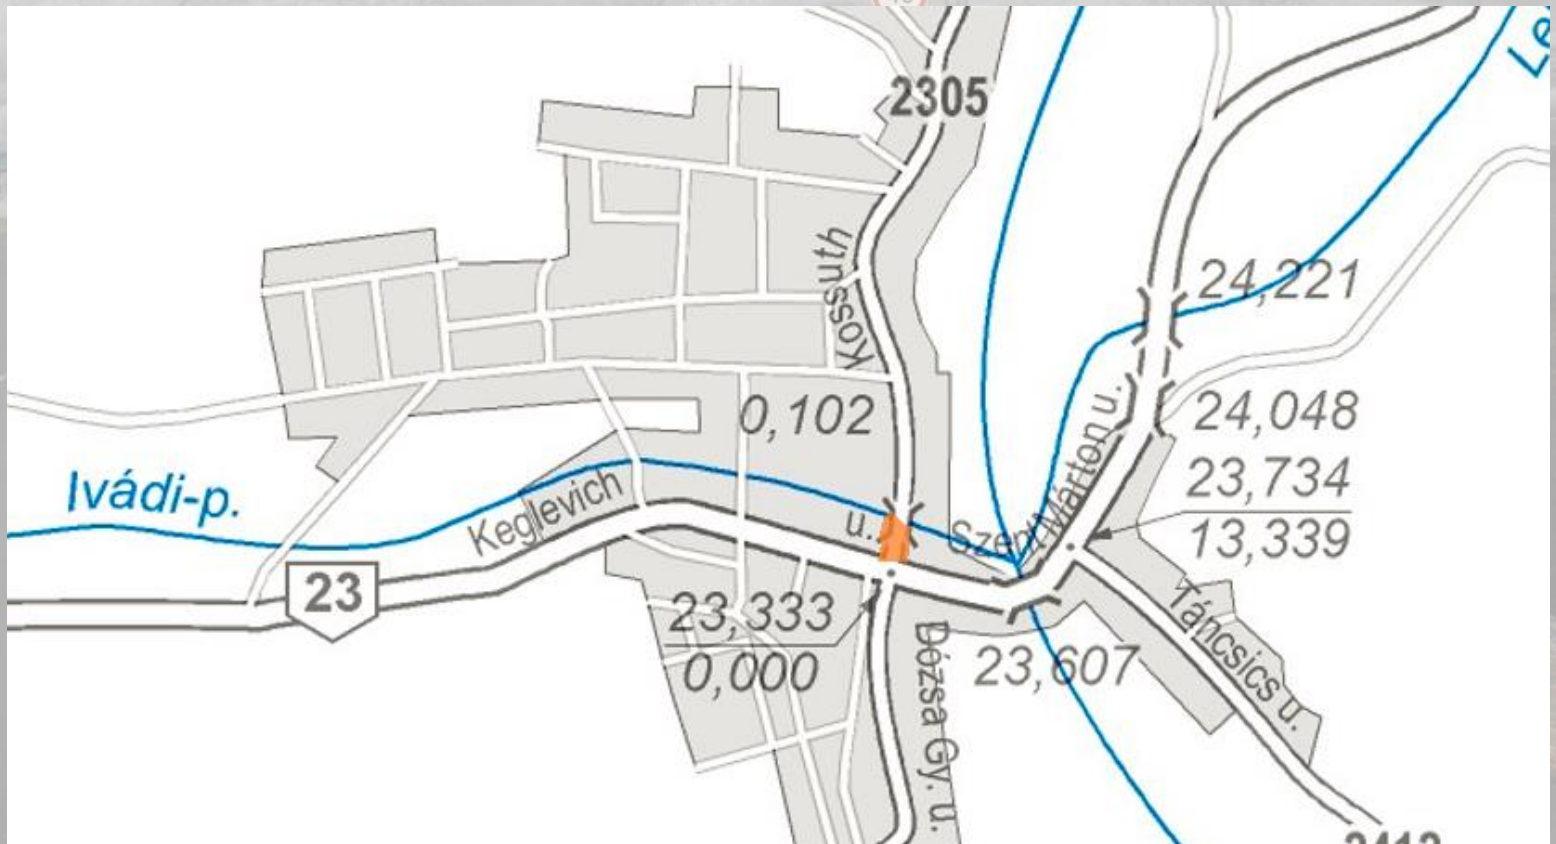 2305
Kossuth
24,221
0,102
24,048
23,734
13,339
Ivádi-p.
Keglevich
u.
Szent Márton u.
23
23,333
0,000
23,607
Dózsa Gy. u.
Táncsics u.